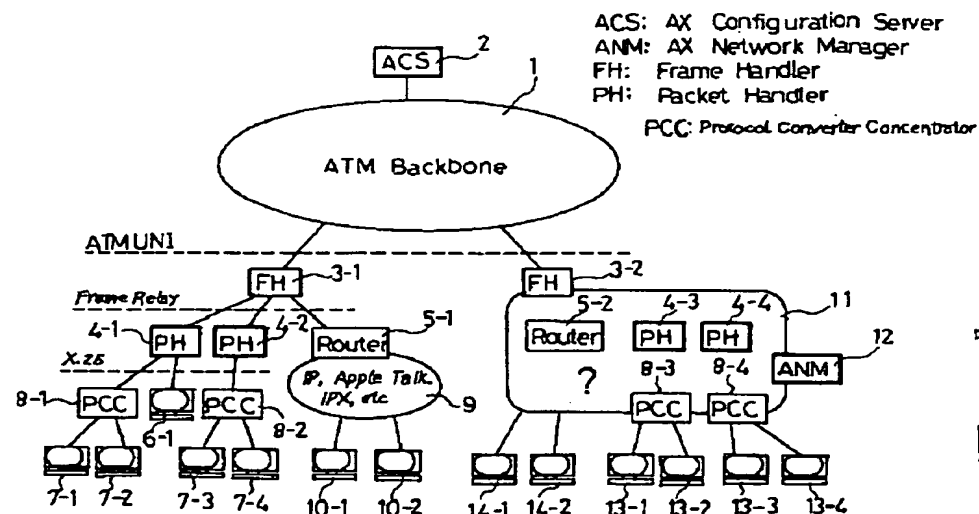 ACS: AX Configuration Server
ANM: AX Network Manager
FH: Frame Handler
PH: Packet Handler
PCC: Protocol Converter Concentrator
2
ACS
1
ATM Backbone
ATM UNI
FH
3-1
FH
3-2
Frame Relay
4-1
PH
4-2
PH
5-1
Router
5-2
Router
4-3
PH
4-4
PH
11
12
ANM
X.25
IP, Apple Talk
IPX, etc
9
?
8-1
PCC
6-1
PCC
8-2
8-3
PCC
8-4
PCC
7-1
7-2
7-3
7-4
10-1
10-2
14-1
14-2
13-1
13-2
13-3
13-4